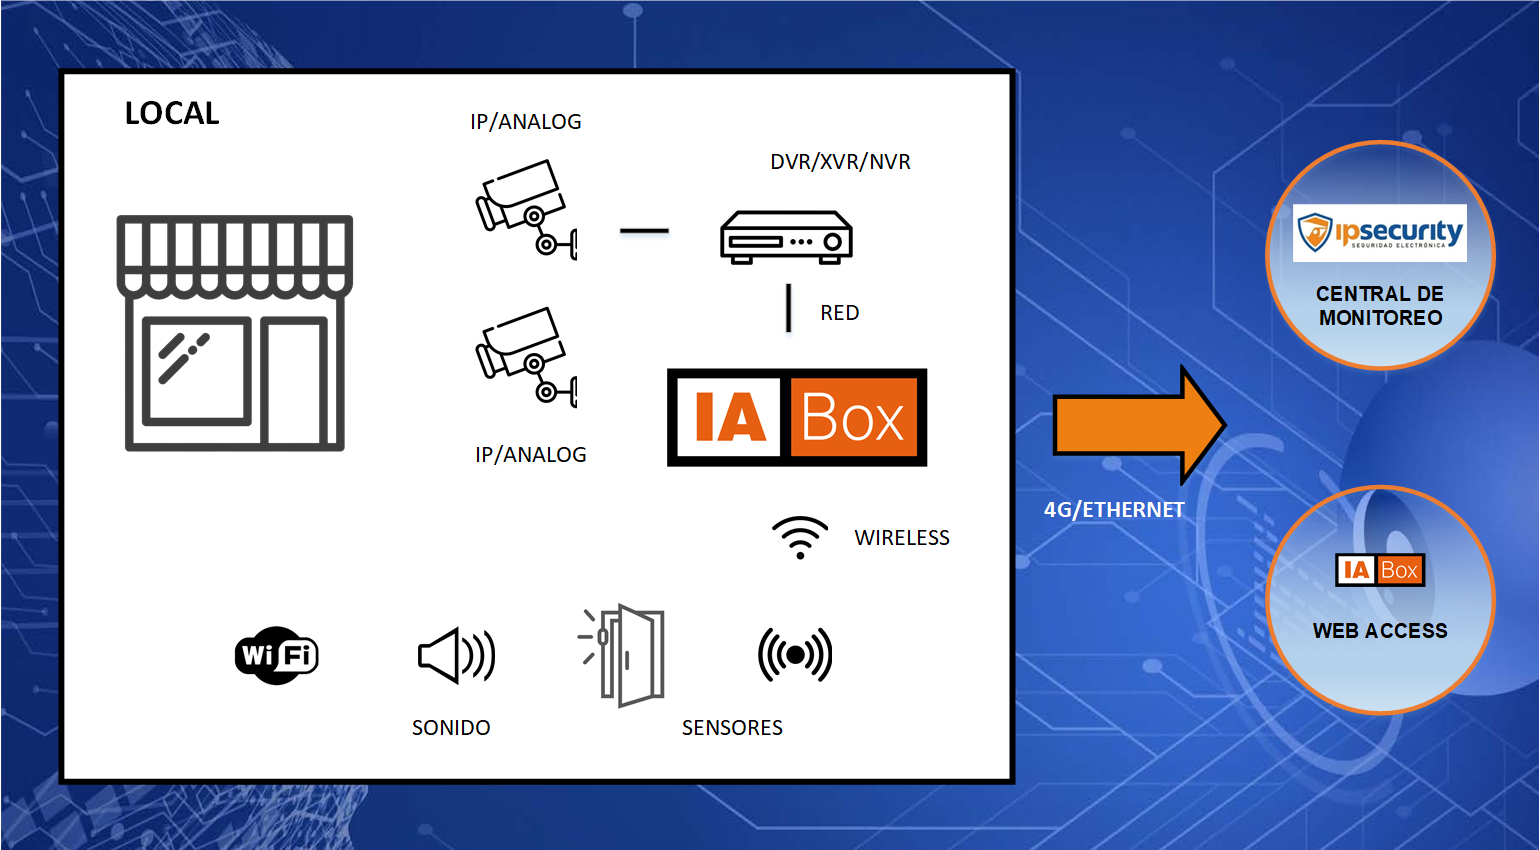 LOCAL
IP/ANALOG
DVR/XVR/NVR
RED
IA Box
IP/ANALOG
WIRELESS
Wi Fi
SONIDO
SENSORES
4G/ETHERNET
ipsecurity
SEGURIDAD ELECTRÓNICA
CENTRAL DE
MONITOREO
IA Box
WEB ACCESS